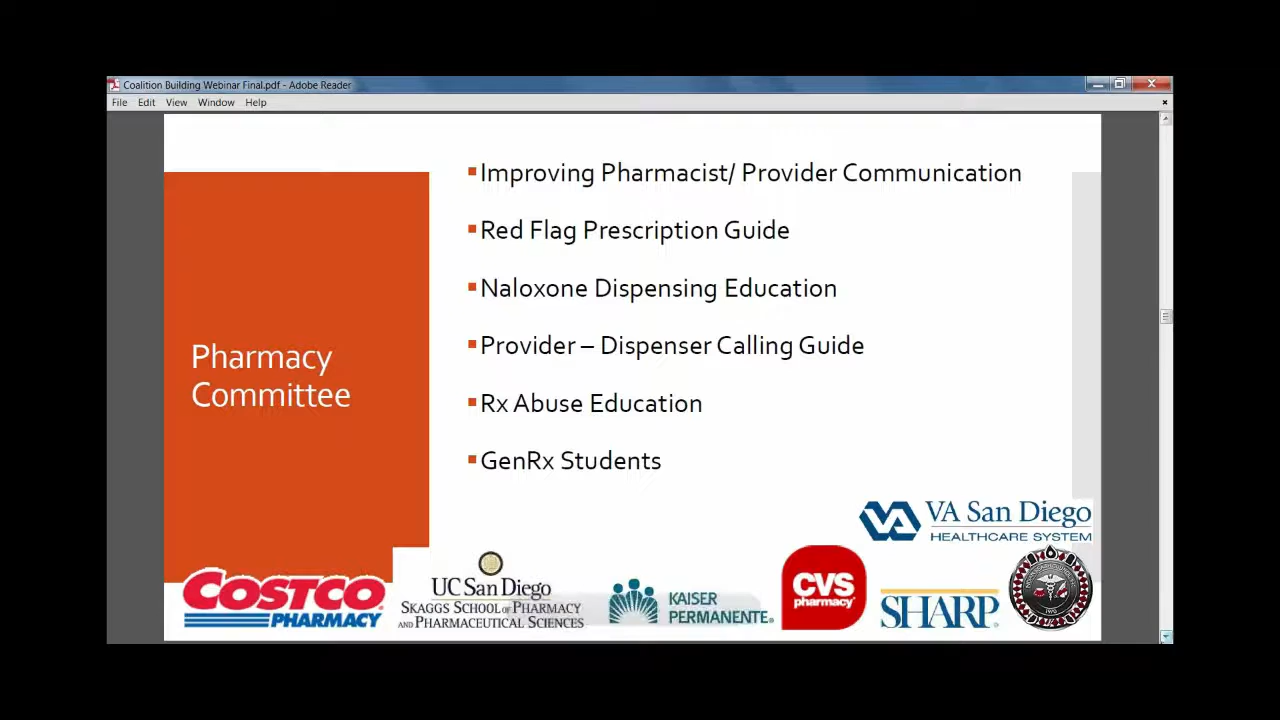 Coalition Building Webinar Final.pdf - Adobe Reader
File Edit View Window Help
Pharmacy
Committee
Improving Pharmacist/ Provider Communication
Red Flag Prescription Guide
Naloxone Dispensing Education
Provider – Dispenser Calling Guide
Rx Abuse Education
GenRx Students
VA San Diego
HEALTHCARE SYSTEM
COSTCO
PHARMACY
UC San Diego
SKAGGS SCHOOL of PHARMACY
AND PHARMACEUTICAL SCIENCES
KAISER
PERMANENTE®
CVS
pharmacy
SHARP